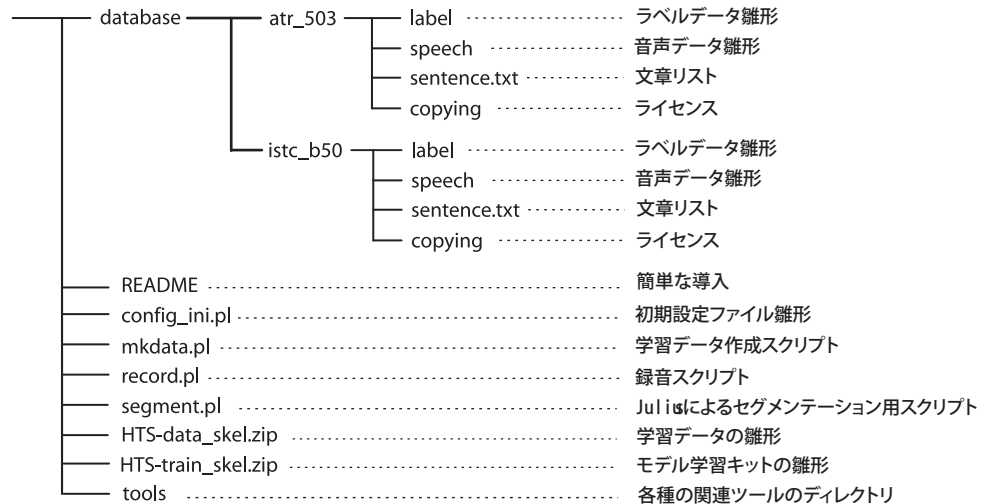 database atr_503 label ラベルデータ雛形
speech 音声データ雛形
sentence.txt 文章リスト
copying ライセンス
istc_b50 label ラベルデータ雛形
speech 音声データ雛形
sentence.txt 文章リスト
copying ライセンス
README 簡単な導入
config_ini.pl 初期設定ファイル雛形
mkdata.pl 学習データ作成スクリプト
record.pl 録音スクリプト
segment.pl Juliusによるセグメンテーション用スクリプト
HTS-data_skel.zip 学習データの雛形
HTS-train_skel.zip モデル学習キットの雛形
tools 各種の関連ツールのディレクトリ